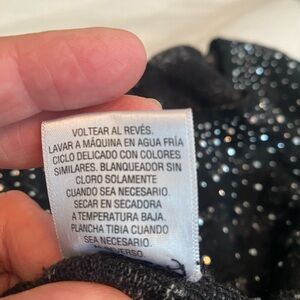 VOLTEAR AL REVÉS.
LAVAR A MÁQUINA EN AGUA FRÍA
CICLO DELICADO CON COLORES
SIMILARES. BLANQUEADOR SIN
CLORO SOLAMENTE
CUANDO SEA NECESARIO.
SECAR EN SECADORA
A TEMPERATURA BAJA.
PLANCHA TIBIA CUANDO
SEA NECESARIO.